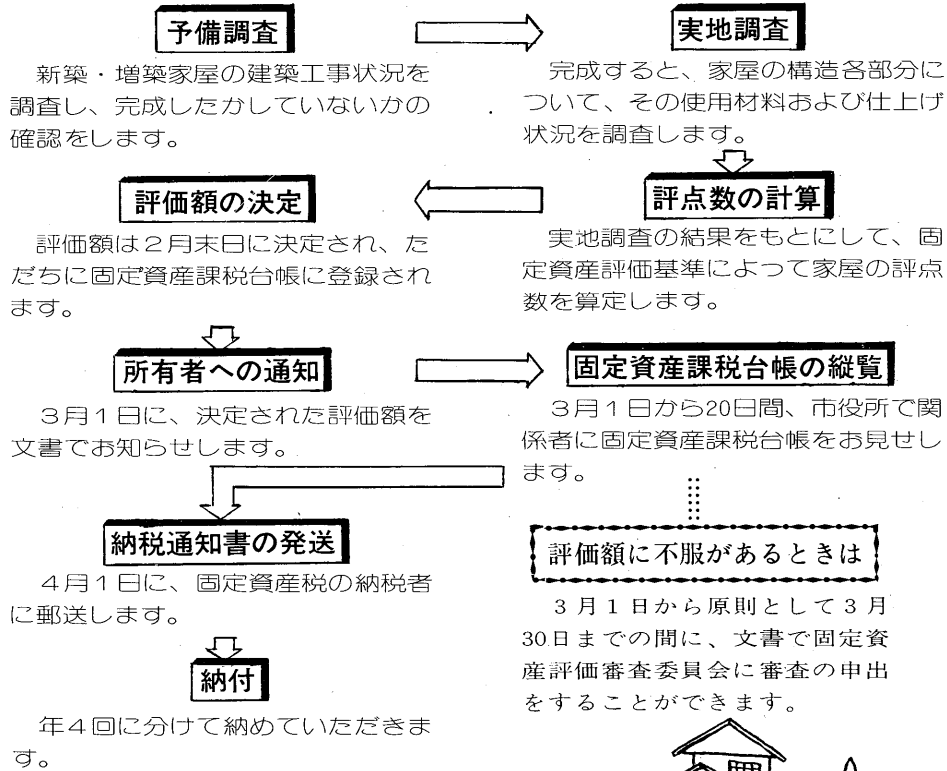 予備調査
新築・増築家屋の建築工事状況を
調査し、完成したかしていないかの
確認をします。
実地調査
完成すると、家屋の構造各部分に
ついて、その使用材料および仕上げ
状況を調査します。
評点数の計算
実地調査の結果をもとにして、固
定資産評価基準によって家屋の評点
数を算定します。
評価額の決定
評価額は2月末日に決定され、た
だちに固定資産課税台帳に登録され
ます。
所有者への通知
3月1日に、決定された評価額を
文書でお知らせします。
固定資産課税台帳の縦覧
3月1日から20日間、市役所で関
係者に固定資産課税台帳をお見せし
ます。
評価額に不服があるときは
3月1日から原則として3月
30日までの間に、文書で固定資
産評価審査委員会に審査の申出
をすることができます。
納税通知書の発送
4月1日に、固定資産税の納税者
に郵送します。
納付
年4回に分けて納めていただきま
す。